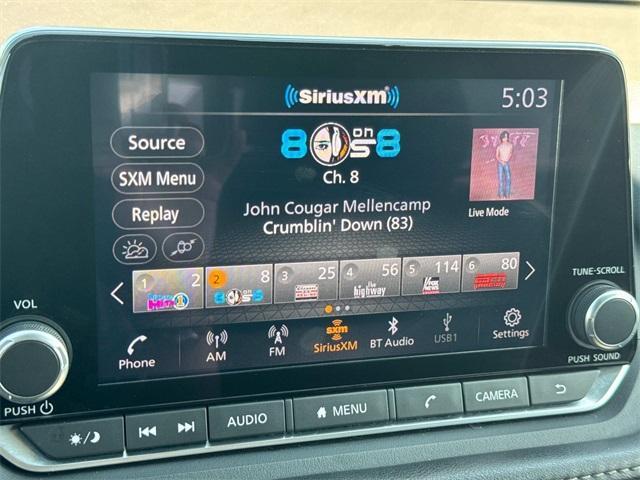 SiriusXM
5:03
80s on 8
Ch. 8
Source
SXM Menu
Replay
John Cougar Mellencamp
Crumblin' Down (83)
Live Mode
1 2
2 8
3 25
4 56
the highway
5 114
6 80
VOL
PUSH
TUNE·SCROLL
PUSH SOUND
Phone
AM
FM
sxm
SiriusXM
BT Audio
USB1
Settings
AUDIO
MENU
CAMERA